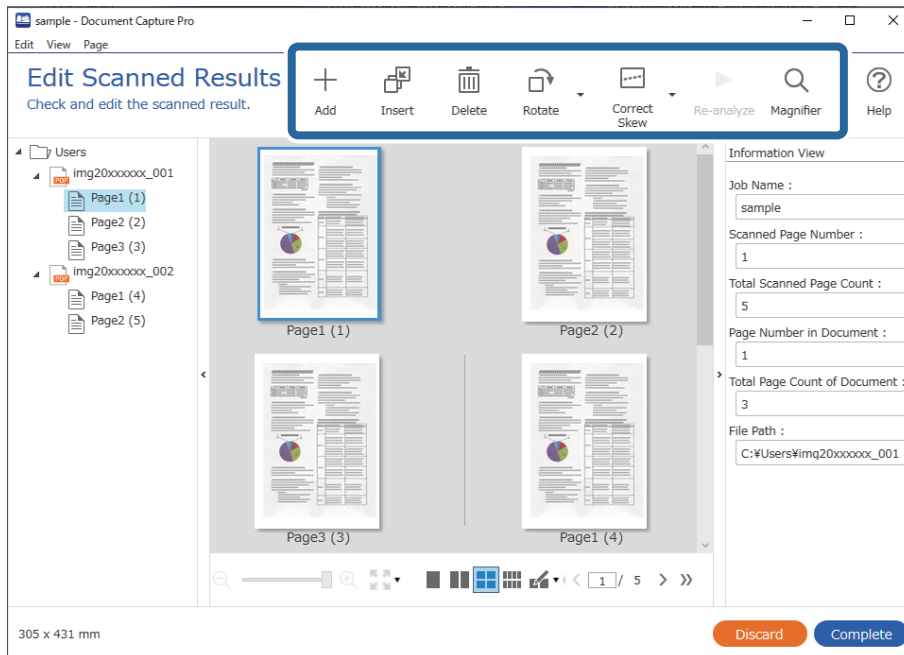 sample - Document Capture Pro
Edit View Page
Edit Scanned Results
Check and edit the scanned result.
Add
Insert
Delete
Rotate
Correct
Skew
Re-analyze
Magnifier
Help
Users
img20xxxxxx_001
Page1 (1)
Page2 (2)
Page3 (3)
img20xxxxxx_002
Page1 (4)
Page2 (5)
Page1 (1)
Page2 (2)
Page3 (3)
Page1 (4)
1 / 5
Information View
Job Name :
sample
Scanned Page Number :
1
Total Scanned Page Count :
5
Page Number in Document :
1
Total Page Count of Document :
3
File Path :
C:¥Users¥imq20xxxxxx_001.
305 x 431 mm
Discard
Complete